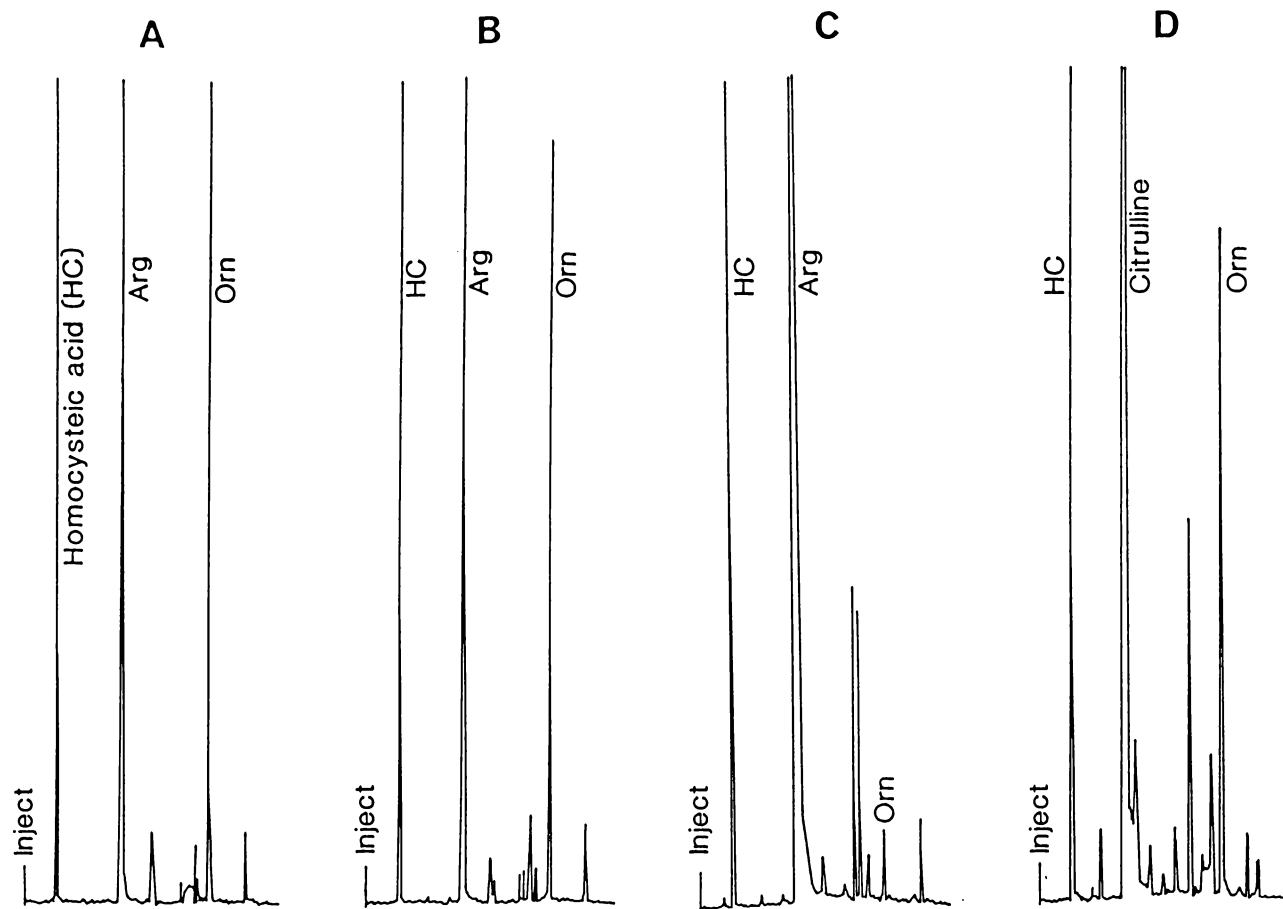 A
B
C
D
Homocysteic acid (HC)
Arg
Orn
Inject
HC
Arg
Orn
Inject
HC
Arg
Orn
Inject
HC
Citrulline
Orn
Inject